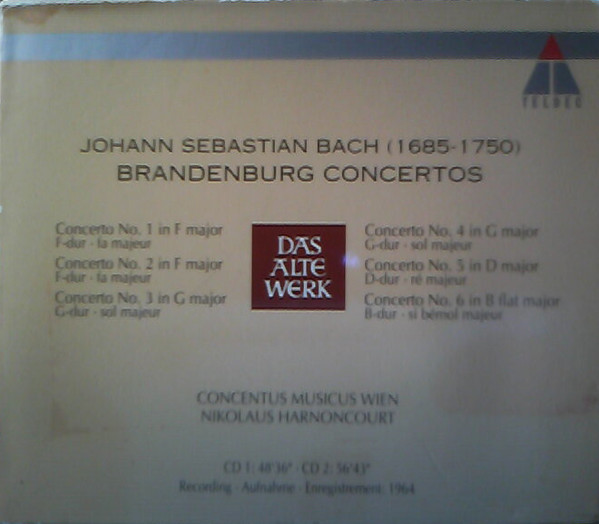 TELDEC
JOHANN SEBASTIAN BACH (1685-1750)
BRANDENBURG CONCERTOS
Concerto No. 1 in F major
F-dur · fa majeur
Concerto No. 2 in F major
F-dur · fa majeur
Concerto No. 3 in G major
G-dur · sol majeur
DAS
ALTE
WERK
Concerto No. 4 in G major
G-dur · sol majeur
Concerto No. 5 in D major
D-dur · ré majeur
Concerto No. 6 in B flat major
B-dur · si bémol majeur
CONCENTUS MUSICUS WIEN
NIKOLAUS HARNONCOURT
CD 1: 48'36" · CD 2: 56'43"
Recording · Aufnahme · Enregistrement: 1964